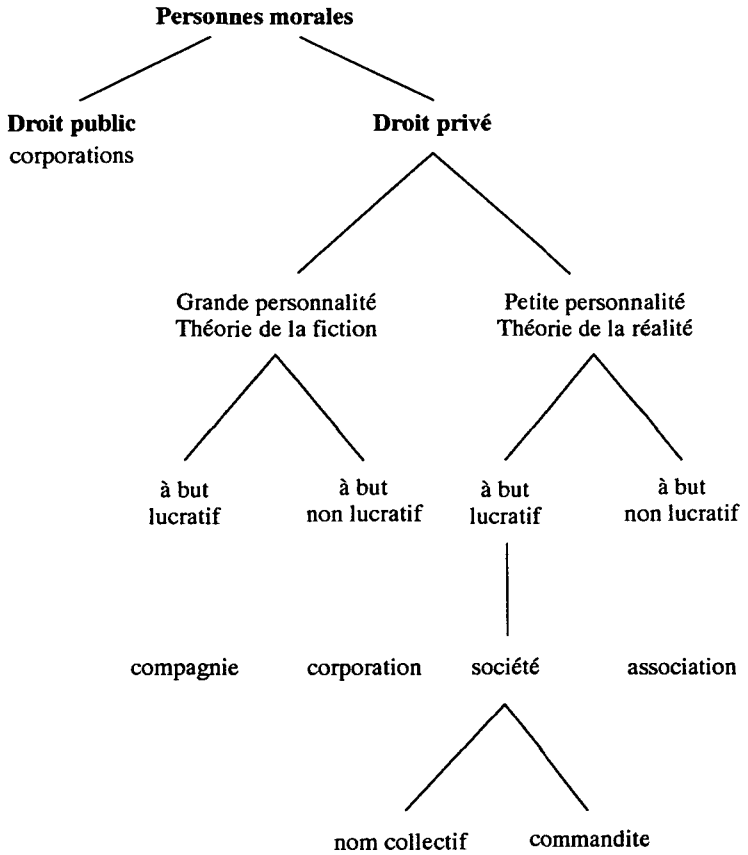 Personnes morales
Droit public
corporations
Droit privé
Grande personnalité
Théorie de la fiction
Petite personnalité
Théorie de la réalité
à but
lucratif
à but
non lucratif
à but
lucratif
à but
non lucratif
compagnie
corporation
société
association
nom collectif
commandite